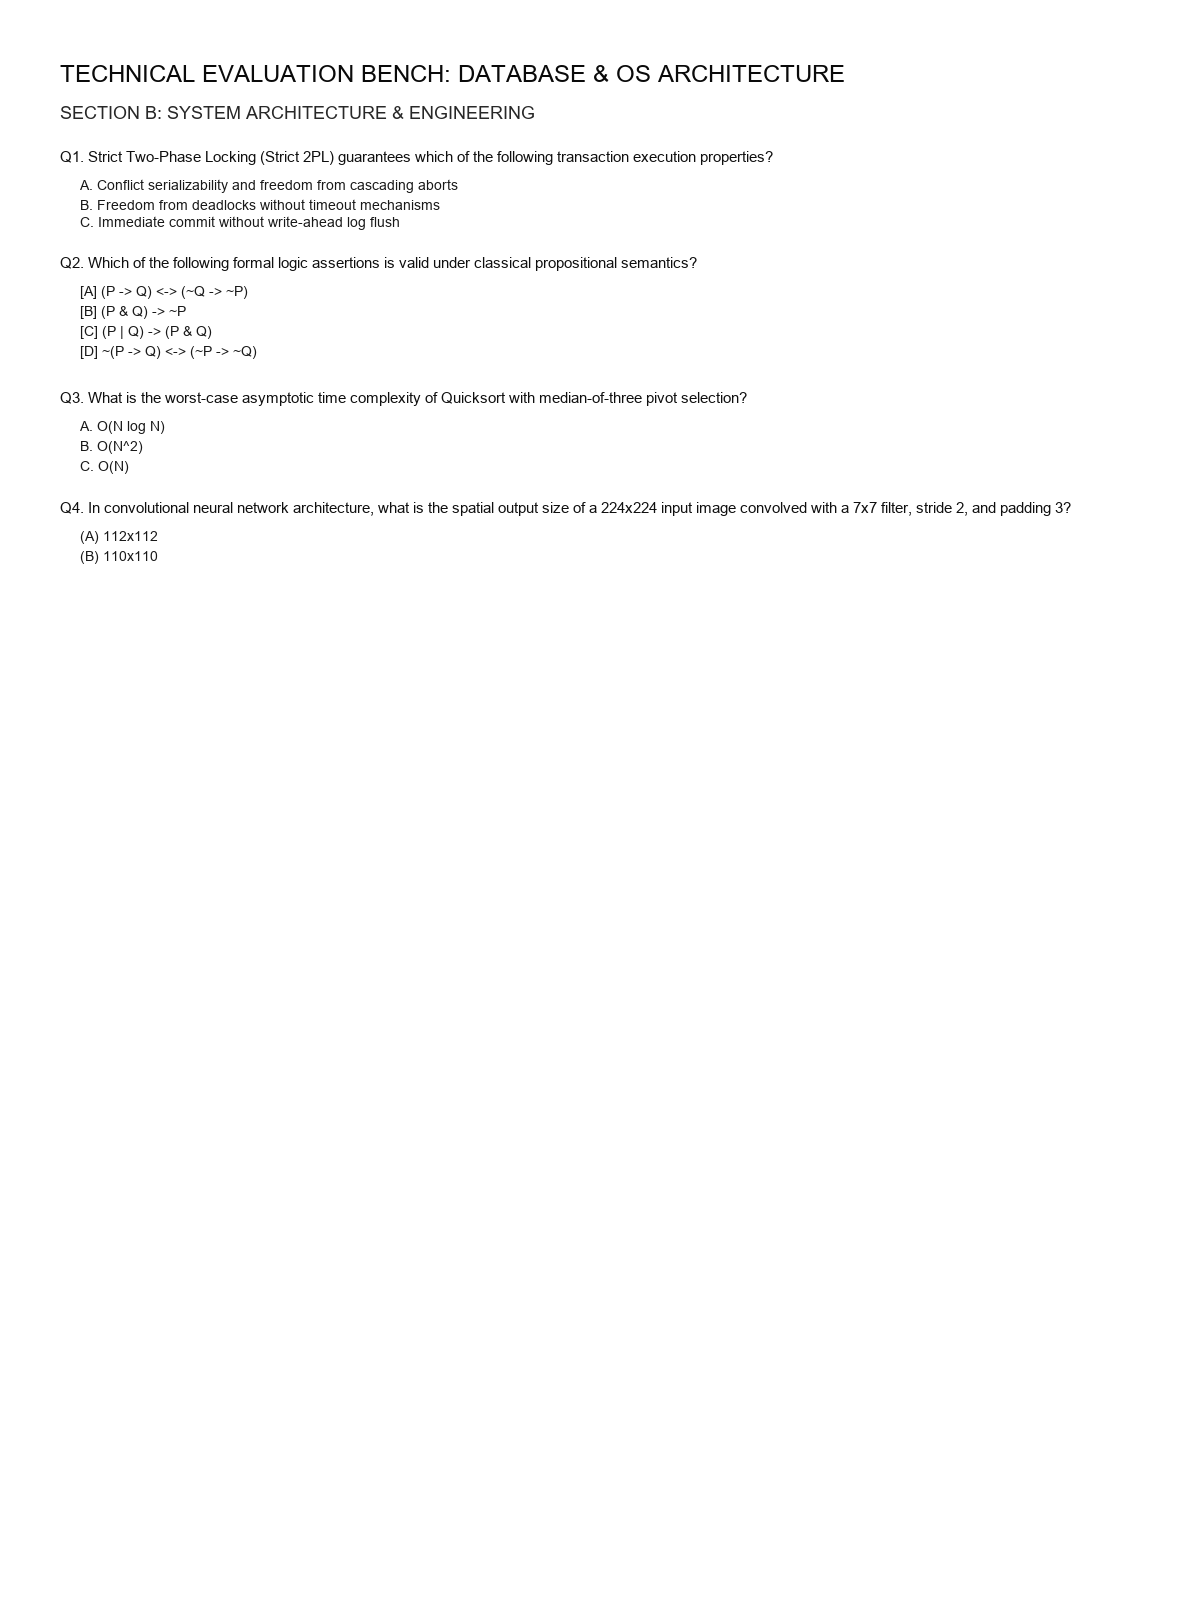 TECHNICAL EVALUATION BENCH: DATABASE & OS ARCHITECTURE
SECTION B: SYSTEM ARCHITECTURE & ENGINEERING
Q1. Strict Two-Phase Locking (Strict 2PL) guarantees which of the following transaction execution properties?
A. Conflict serializability and freedom from cascading aborts
B. Freedom from deadlocks without timeout mechanisms
C. Immediate commit without write-ahead log flush
Q2. Which of the following formal logic assertions is valid under classical propositional semantics?
[A] (P -> Q) <-> (~Q -> ~P)
[B] (P & Q) -> ~P
[C] (P | Q) -> (P & Q)
[D] ~(P -> Q) <-> (~P -> ~Q)
Q3. What is the worst-case asymptotic time complexity of Quicksort with median-of-three pivot selection?
A. O(N log N)
B. O(N^2)
C. O(N)
Q4. In convolutional neural network architecture, what is the spatial output size of a 224x224 input image convolved with a 7x7 filter, stride 2, and padding 3?
(A) 112x112
(B) 110x110